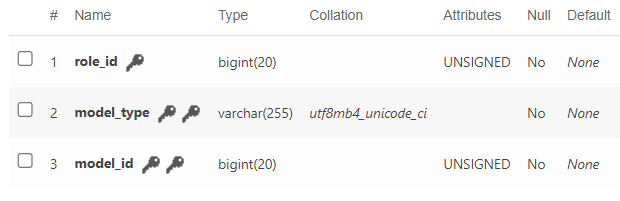 # Name Type Collation Attributes Null Default
1 role_id bigint(20) UNSIGNED No None
2 model_type varchar(255) utf8mb4_unicode_ci No None
3 model_id bigint(20) UNSIGNED No None